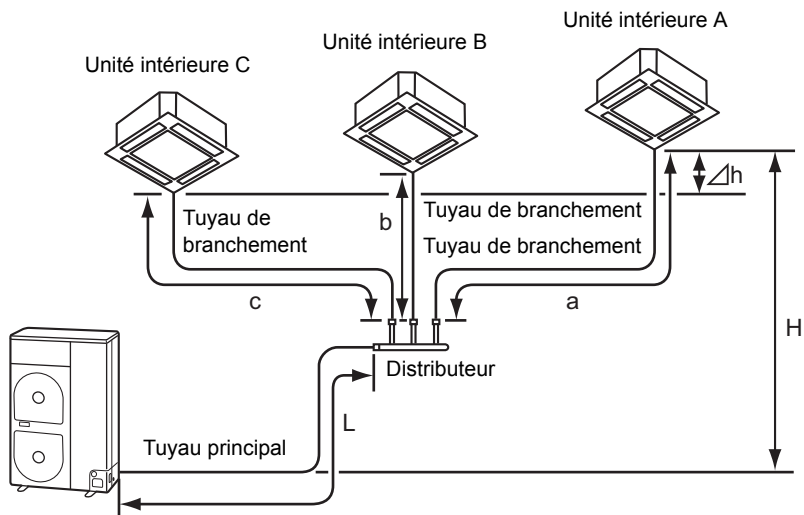 Unité intérieure A
Unité intérieure B
Unité intérieure C
⊿h
Tuyau de
branchement
b
Tuyau de branchement
Tuyau de branchement
c
a
H
Distributeur
L
Tuyau principal